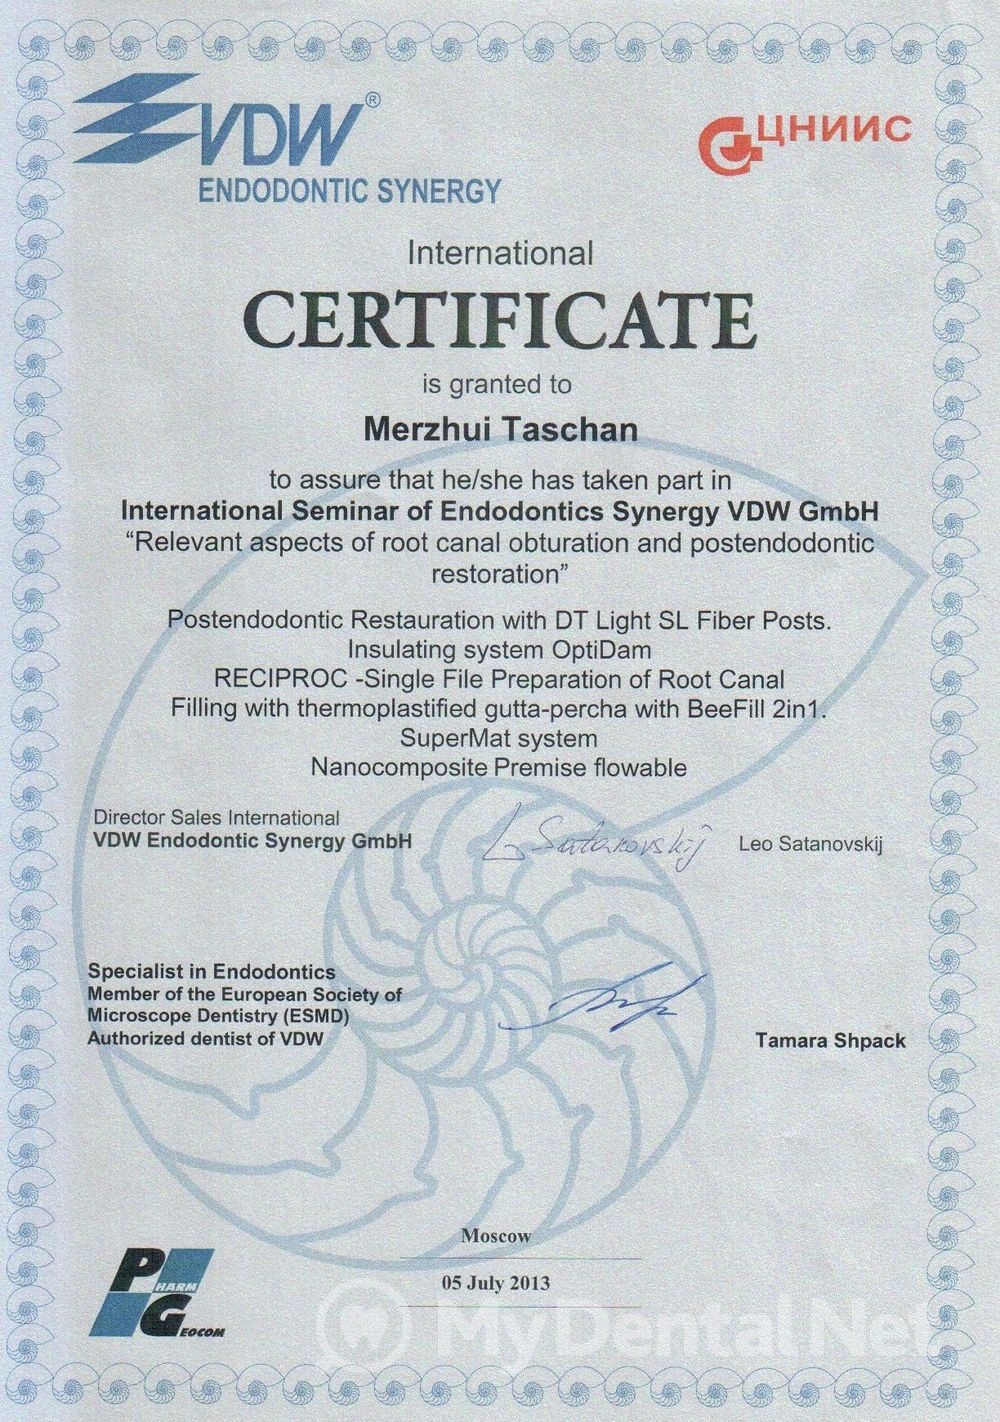 VDW®
ENDODONTIC SYNERGY
ЦНИИС
International
CERTIFICATE
is granted to
Merzhui Taschan
to assure that he/she has taken part in
International Seminar of Endodontics Synergy VDW GmbH
“Relevant aspects of root canal obturation and postendodontic
restoration”
Postendodontic Restauration with DT Light SL Fiber Posts.
Insulating system OptiDam
RECIPROC -Single File Preparation of Root Canal
Filling with thermoplastified gutta-percha with BeeFill 2in1.
SuperMat system
Nanocomposite Premise flowable
Director Sales International
VDW Endodontic Synergy GmbH
L Satanovskij
Leo Satanovskij
Specialist in Endodontics
Member of the European Society of
Microscope Dentistry (ESMD)
Authorized dentist of VDW
Tamara Shpack
Moscow
05 July 2013
PHARM
GEOCOM
MyDentalNet